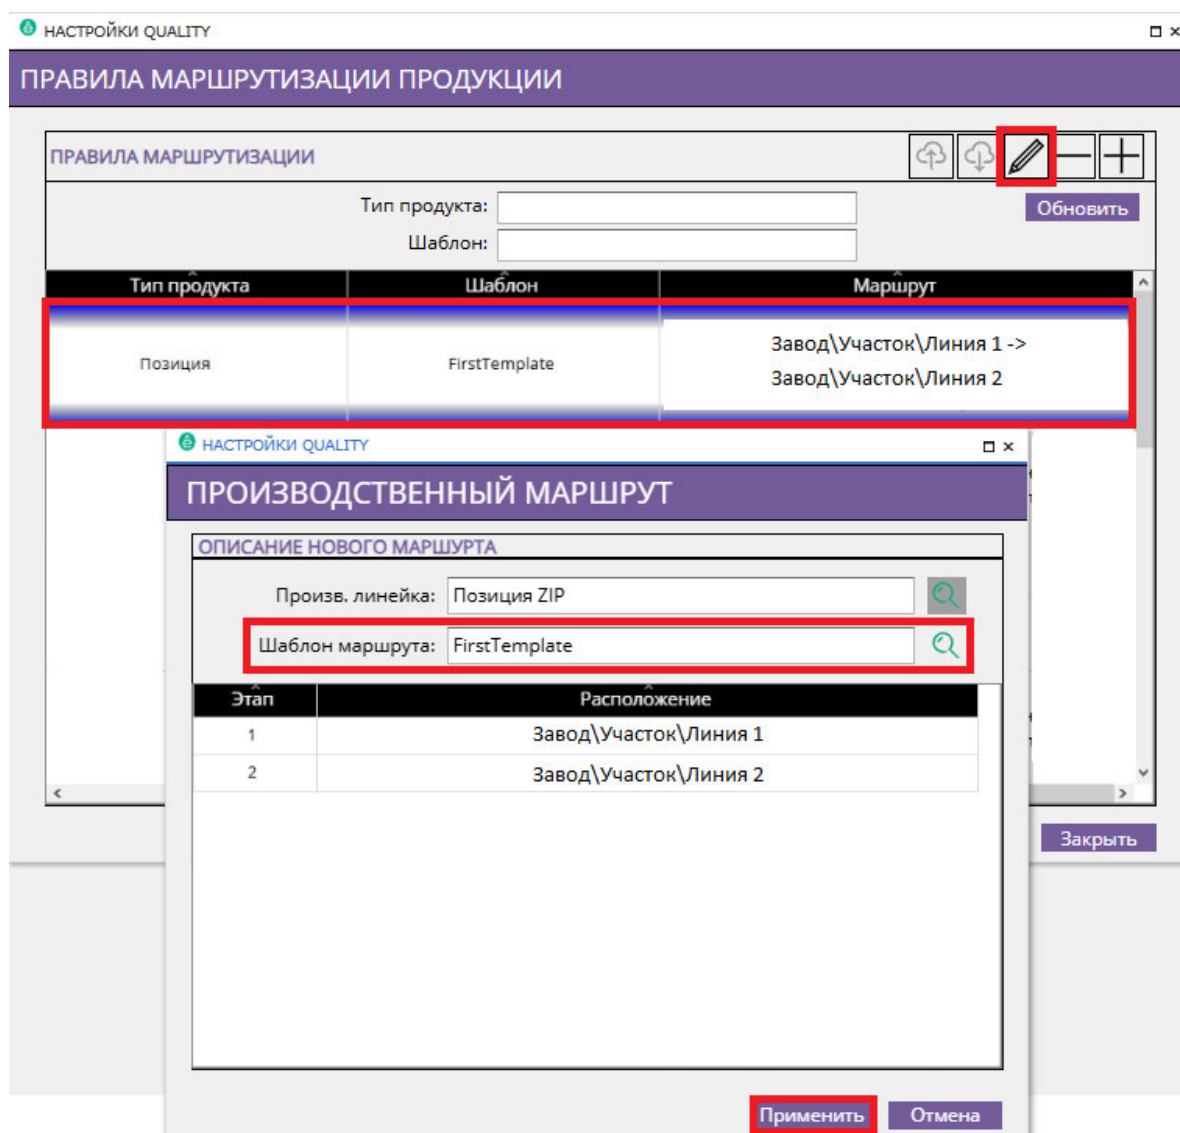 НАСТРОЙКИ QUALITY
ПРАВИЛА МАРШРУТИЗАЦИИ ПРОДУКЦИИ
ПРАВИЛА МАРШРУТИЗАЦИИ
Тип продукта:
Обновить
Шаблон:
Тип продукта Шаблон Маршрут
Завод\Участок\Линия 1 ->
Позиция FirstTemplate
Завод\Участок\Линия 2
НАСТРОЙКИ QUALITY
ПРОИЗВОДСТВЕННЫЙ МАРШРУТ
ОПИСАНИЕ НОВОГО МАРШУРТА
Произв. линейка: Позиция ZIP
Шаблон маршрута: FirstTemplate
Этап Расположение
1 Завод\Участок\Линия 1
2 Завод\Участок\Линия 2
Закрыть
Применить Отмена